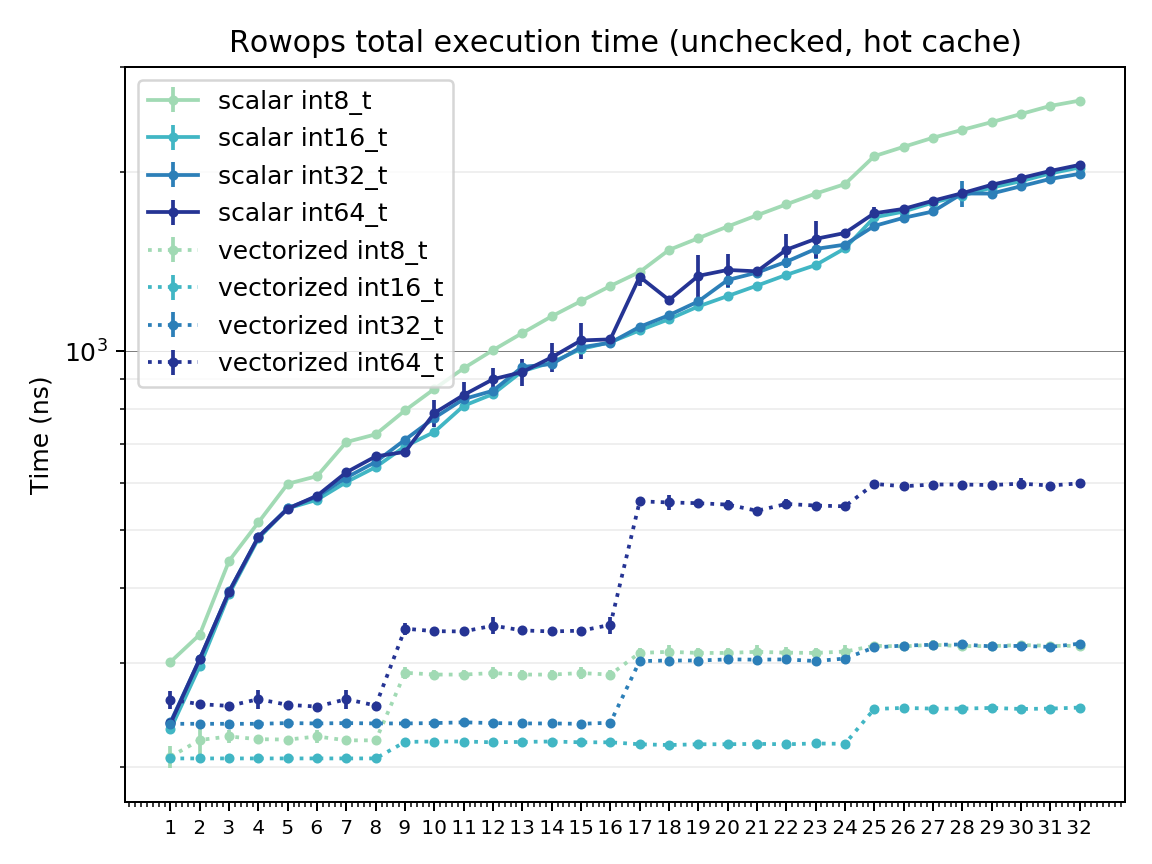 Rowops total execution time (unchecked, hot cache)
scalar int8_t
scalar int16_t
scalar int32_t
scalar int64_t
vectorized int8_t
vectorized int16_t
vectorized int32_t
vectorized int64_t
10³
Time (ns)
1 2 3 4 5 6 7 8 9 10 11 12 13 14 15 16 17 18 19 20 21 22 23 24 25 26 27 28 29 30 31 32